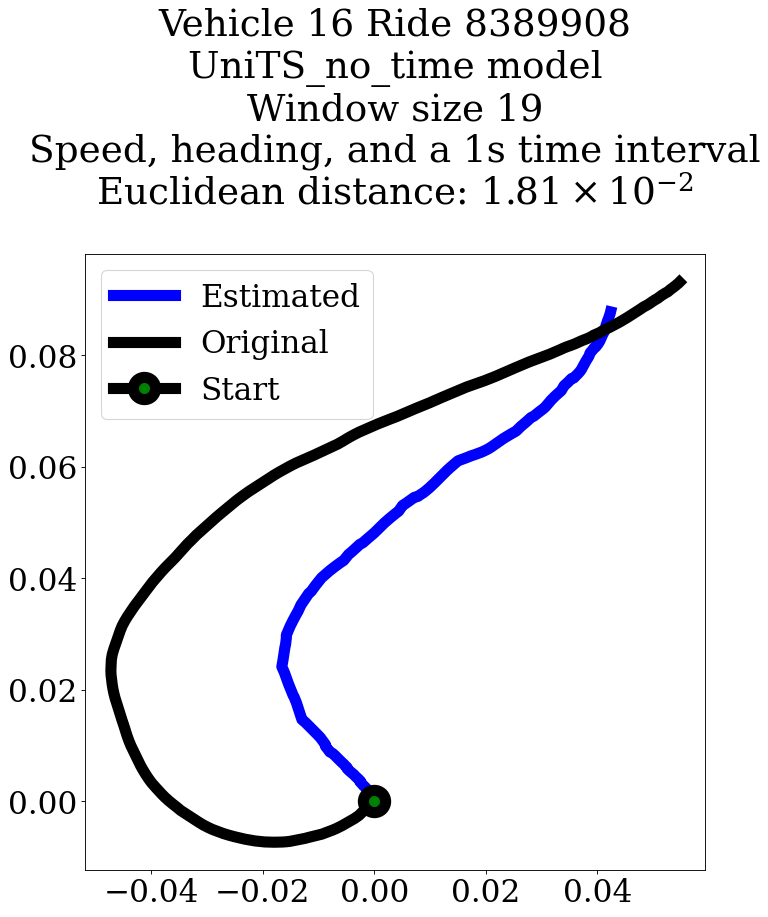 Vehicle 16 Ride 8389908
UniTS_no_time model
Window size 19
Speed, heading, and a 1s time interval
Euclidean distance: 1.81 × 10⁻²
Estimated
Original
Start
0.08
0.06
0.04
0.02
0.00
−0.04 −0.02 0.00 0.02 0.04